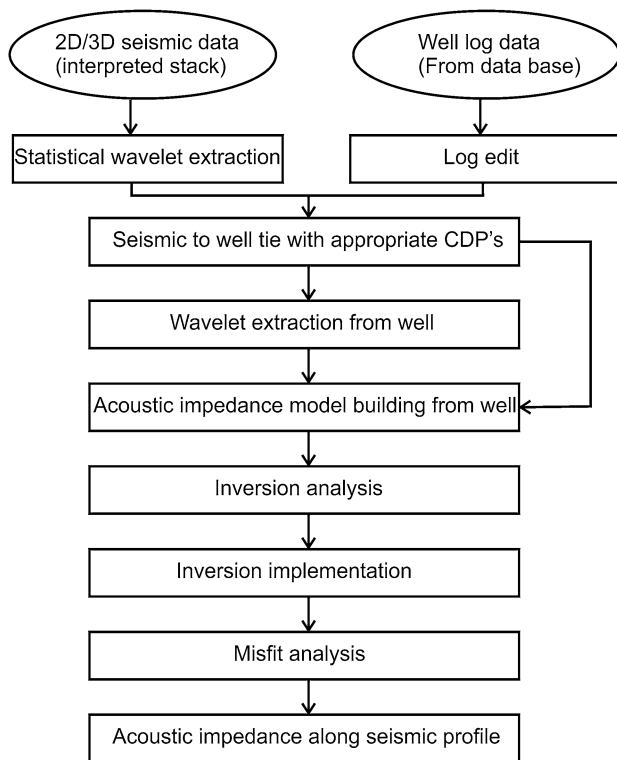 2D/3D seismic data
(interpreted stack)
Well log data
(From data base)
Statistical wavelet extraction
Log edit
Seismic to well tie with appropriate CDP's
Wavelet extraction from well
Acoustic impedance model building from well
Inversion analysis
Inversion implementation
Misfit analysis
Acoustic impedance along seismic profile